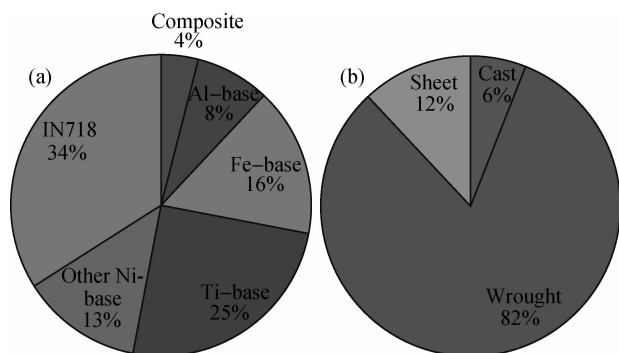 (a)
Composite
4%
Al-base
8%
Fe-base
16%
Ti-base
25%
Other Ni-
base
13%
IN718
34%
(b)
Sheet
12%
Cast
6%
Wrought
82%